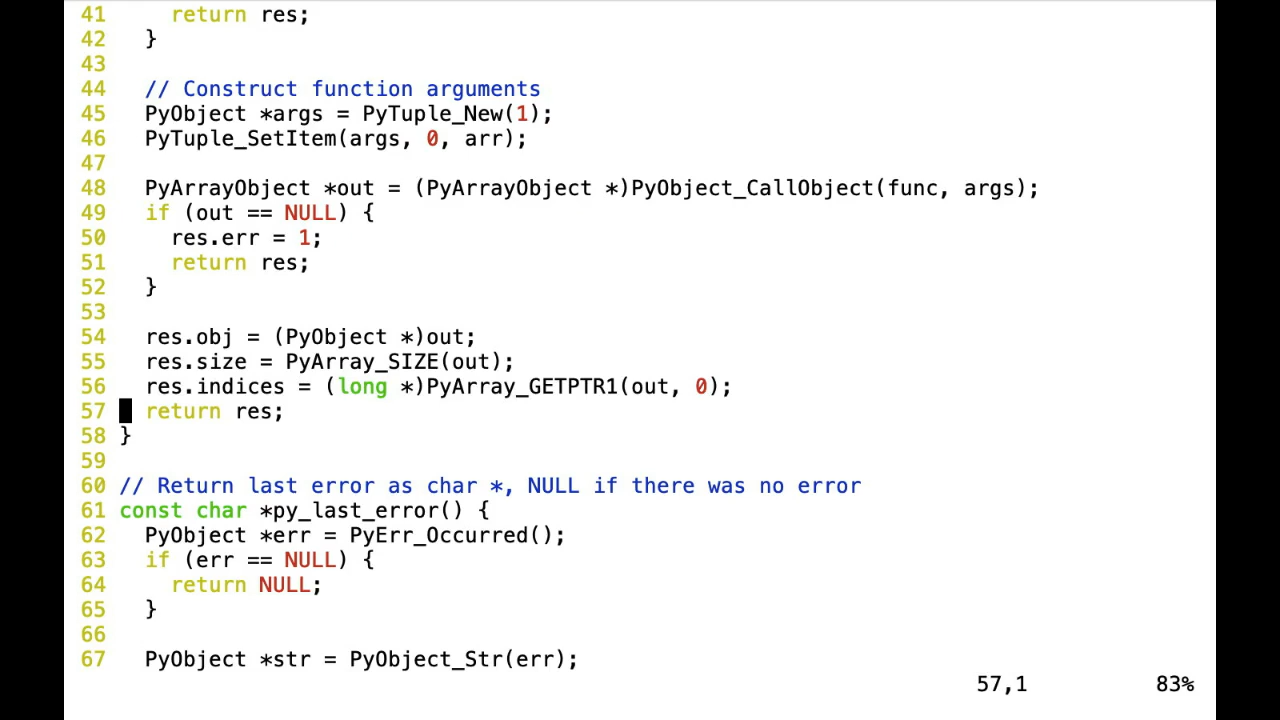 41     return res;
42   }
43
44   // Construct function arguments
45   PyObject *args = PyTuple_New(1);
46   PyTuple_SetItem(args, 0, arr);
47
48   PyArrayObject *out = (PyArrayObject *)PyObject_CallObject(func, args);
49   if (out == NULL) {
50     res.err = 1;
51     return res;
52   }
53
54   res.obj = (PyObject *)out;
55   res.size = PyArray_SIZE(out);
56   res.indices = (long *)PyArray_GETPTR1(out, 0);
57   return res;
58 }
59
60 // Return last error as char *, NULL if there was no error
61 const char *py_last_error() {
62   PyObject *err = PyErr_Occurred();
63   if (err == NULL) {
64     return NULL;
65   }
66
67   PyObject *str = PyObject_Str(err);
57,1 83%